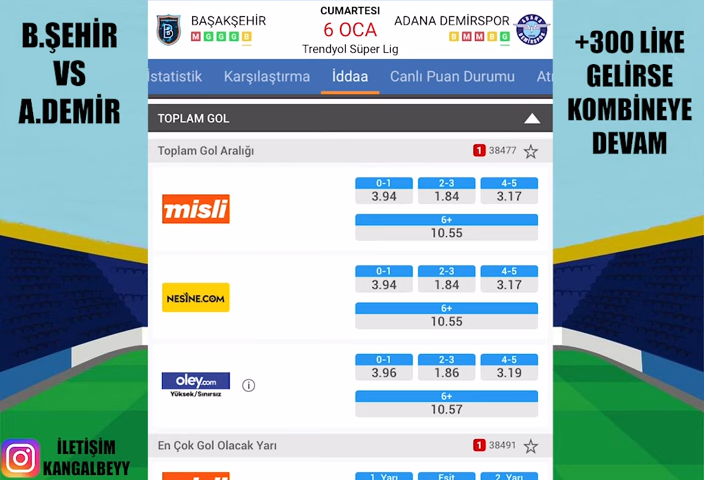 B.ŞEHİR
VS
A.DEMİR
BAŞAKŞEHİR
M G G G B
CUMARTESİ
6 OCA
Trendyol Süper Lig
ADANA DEMİRSPOR
B M M B G
+300 LİKE
GELİRSE
KOMBİNEYE
DEVAM
İstatistik Karşılaştırma İddaa Canlı Puan Durumu At
TOPLAM GOL
Toplam Gol Aralığı 1 38477
misli
0-1 2-3 4-5
3.94 1.84 3.17
6+
10.55
NESİNE.COM
0-1 2-3 4-5
3.94 1.84 3.17
6+
10.55
oley.com
Yüksek/Sınırsız
0-1 2-3 4-5
3.96 1.86 3.19
6+
10.57
En Çok Gol Olacak Yarı 1 38491
1. Yarı Eşit 2. Yarı
İLETİŞİM
KANGALBEYY